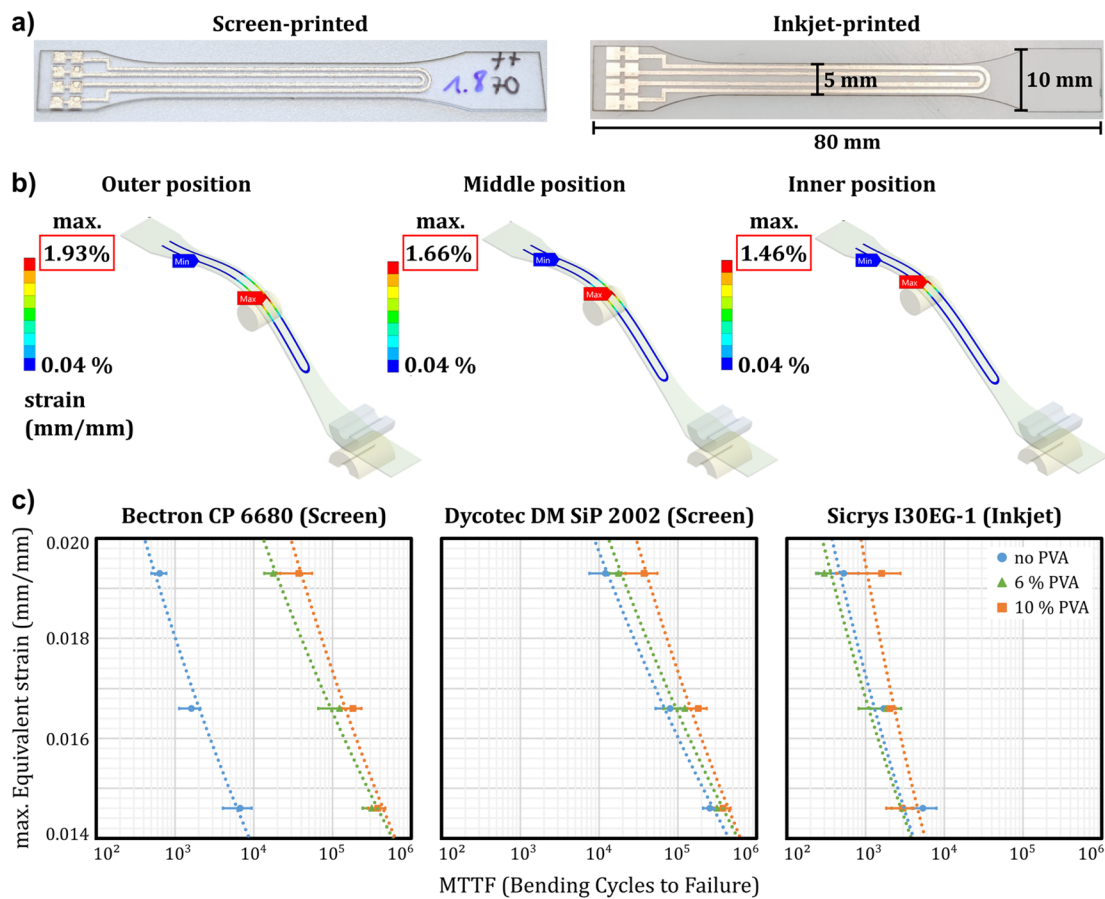 a)
Screen-printed
Inkjet-printed
1.8
77
70
5 mm
10 mm
80 mm
b)
Outer position
Middle position
Inner position
max.
1.93%
Min
Max
0.04 %
strain
(mm/mm)
max.
1.66%
Min
Max
0.04 %
max.
1.46%
Min
Max
0.04 %
c)
Bectron CP 6680 (Screen)
Dycotec DM SiP 2002 (Screen)
Sicrys I30EG-1 (Inkjet)
max. Equivalent strain (mm/mm)
0.020
0.018
0.016
0.014
no PVA
6 % PVA
10 % PVA
10² 10³ 10⁴ 10⁵ 10⁶
10² 10³ 10⁴ 10⁵ 10⁶
10² 10³ 10⁴ 10⁵ 10⁶
MTTF (Bending Cycles to Failure)